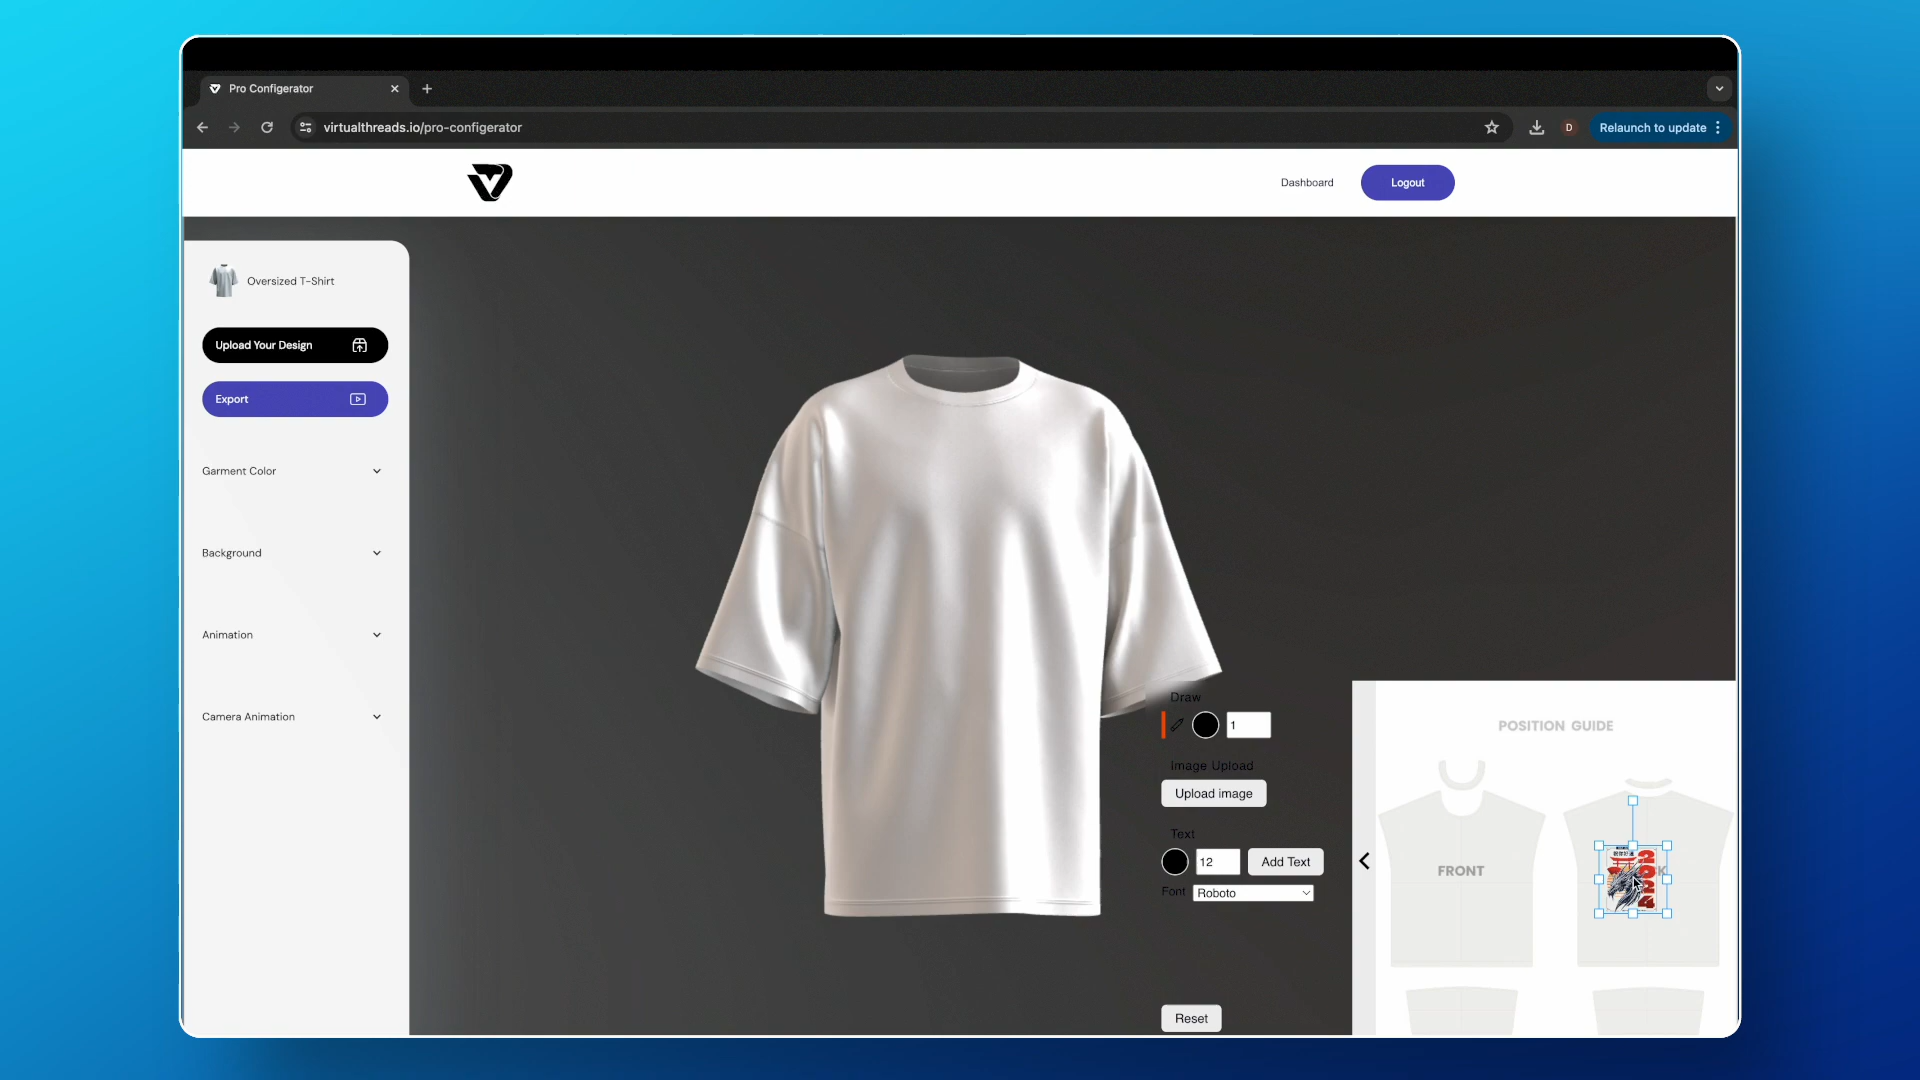 Pro Configerator
virtualthreads.io/pro-configerator
D
Relaunch to update
Dashboard
Logout
Oversized T-Shirt
Upload Your Design
Export
Garment Color
Background
Animation
Camera Animation
Draw
1
Image Upload
Upload image
Text
12
Add Text
Font
Roboto
Reset
POSITION GUIDE
FRONT
K
2024